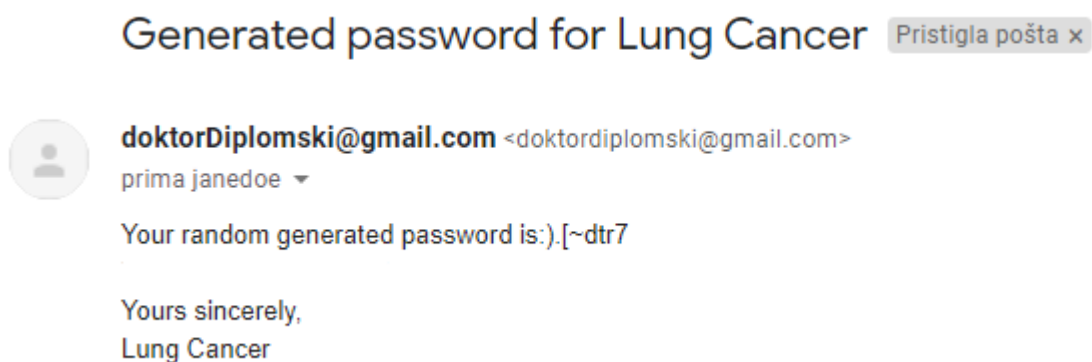 Generated password for Lung Cancer Pristigla pošta ×
doktorDiplomski@gmail.com <doktordiplomski@gmail.com>
prima janedoe
Your random generated password is:).[~dtr7
Yours sincerely,
Lung Cancer